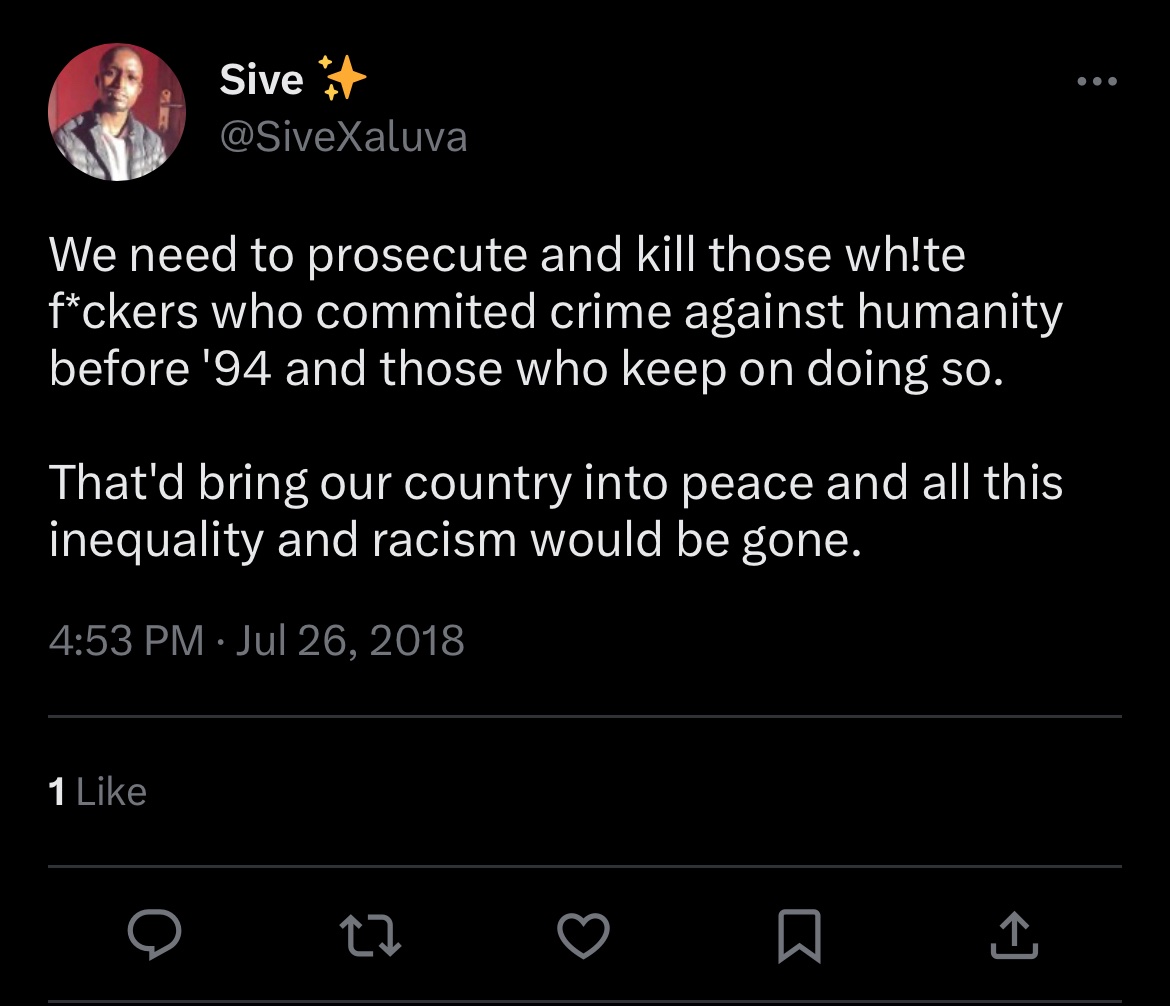 Sive ✨
@SiveXaluva
We need to prosecute and kill those wh!te
f*ckers who commited crime against humanity
before '94 and those who keep on doing so.
That'd bring our country into peace and all this
inequality and racism would be gone.
4:53 PM · Jul 26, 2018
1 Like